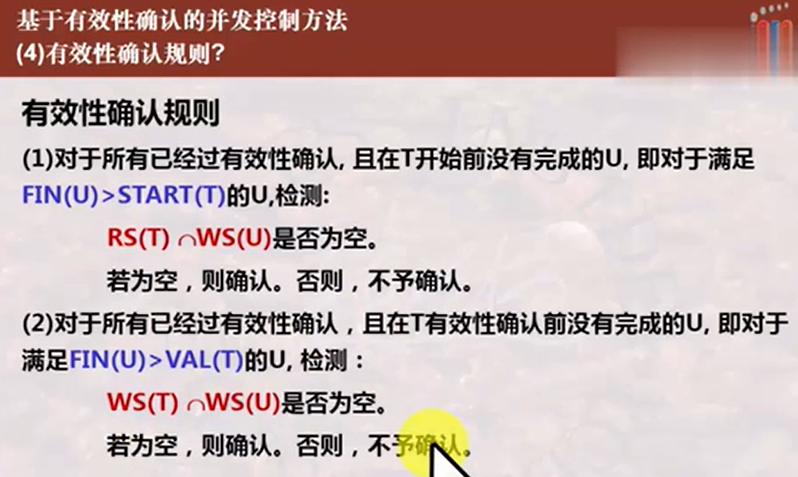 基于有效性确认的并发控制方法
(4)有效性确认规则?
有效性确认规则
(1)对于所有已经过有效性确认, 且在T开始前没有完成的U, 即对于满足
FIN(U)>START(T)的U,检测:
RS(T) ∩WS(U)是否为空。
若为空，则确认。否则，不予确认。
(2)对于所有已经过有效性确认，且在T有效性确认前没有完成的U, 即对于
满足FIN(U)>VAL(T)的U, 检测：
WS(T) ∩WS(U)是否为空。
若为空，则确认。否则，不予确认。